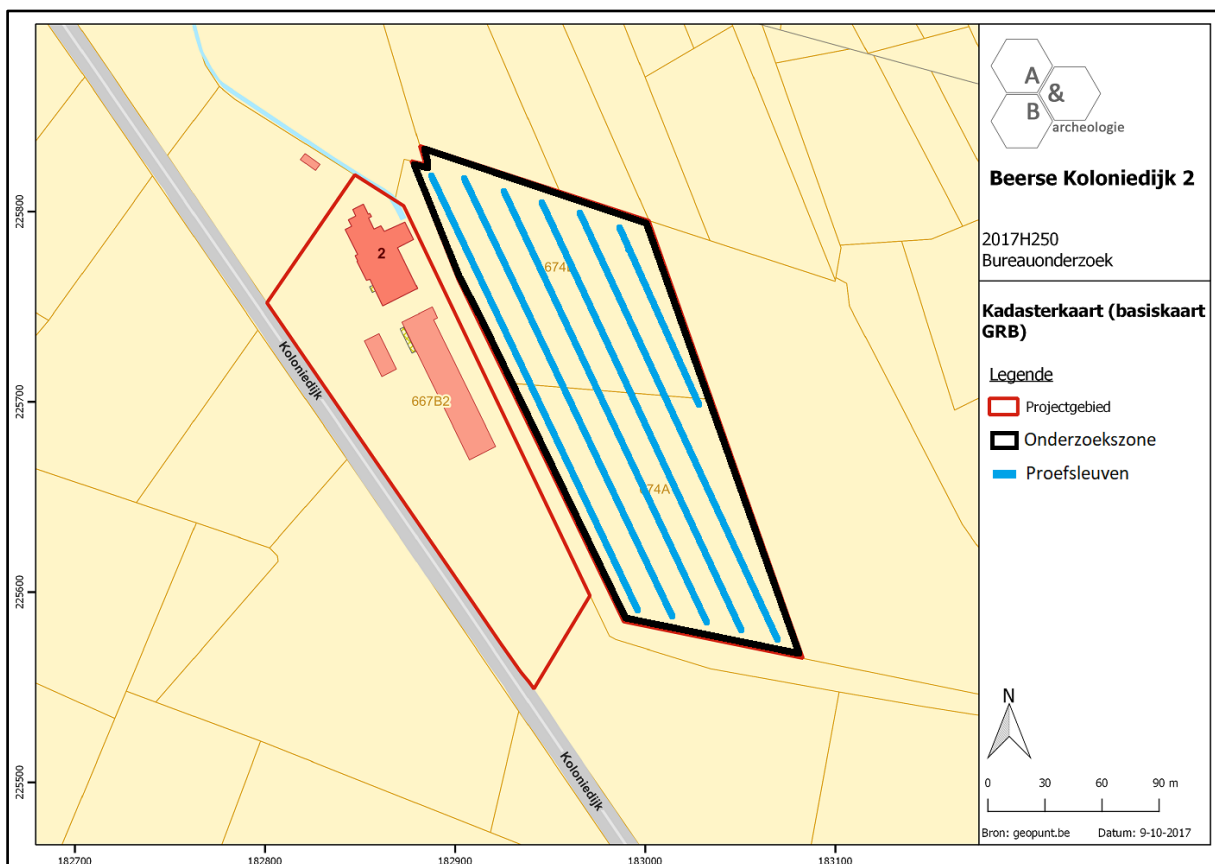 A
&
B
archeologie
Beerse Koloniedijk 2
2017H250
Bureauonderzoek
Kadasterkaart (basiskaart
GRB)
Legende
Projectgebied
Onderzoekszone
Proefsleuven
N
0 30 60 90 m
Bron: geopunt.be Datum: 9-10-2017
225800
225700
225600
225500
182700 182800 182900 183000 183100
2
667B2
674A
Koloniedijk
Koloniedijk